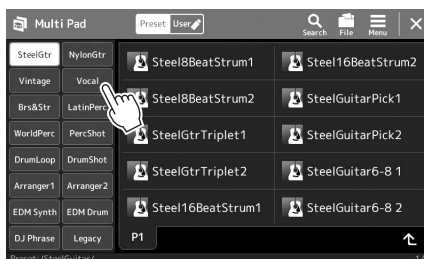 Multi Pad
Preset User
Search File Menu
SteelGtr NylonGtr
Vintage Vocal
Brs&Str LatinPerc
WorldPerc PercShot
DrumLoop DrumShot
Arranger1 Arranger2
EDM Synth EDM Drum
DJ Phrase Legacy
Steel8BeatStrum1 Steel16BeatStrum2
Steel8BeatStrum2 SteelGuitarPick1
SteelGtrTriplet1 SteelGuitarPick2
SteelGtrTriplet2 SteelGuitar6-8 1
Steel16BeatStrum1 SteelGuitar6-8 2
P1
Preset:/SteelGuitar/